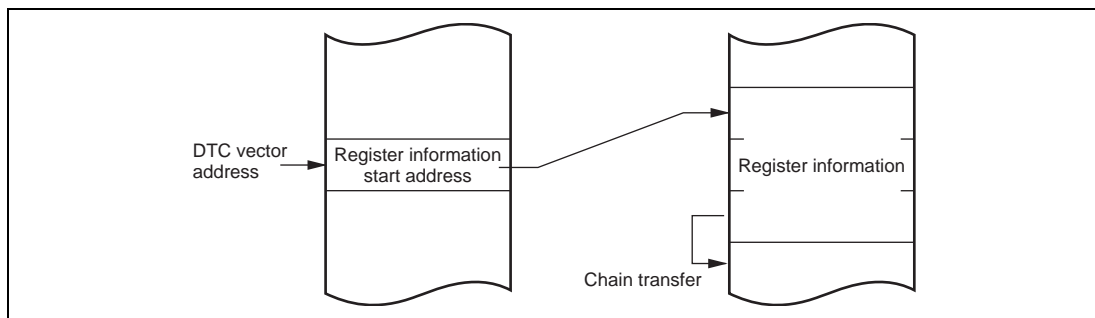 DTC vector
address
Register information
start address
Register information
Chain transfer